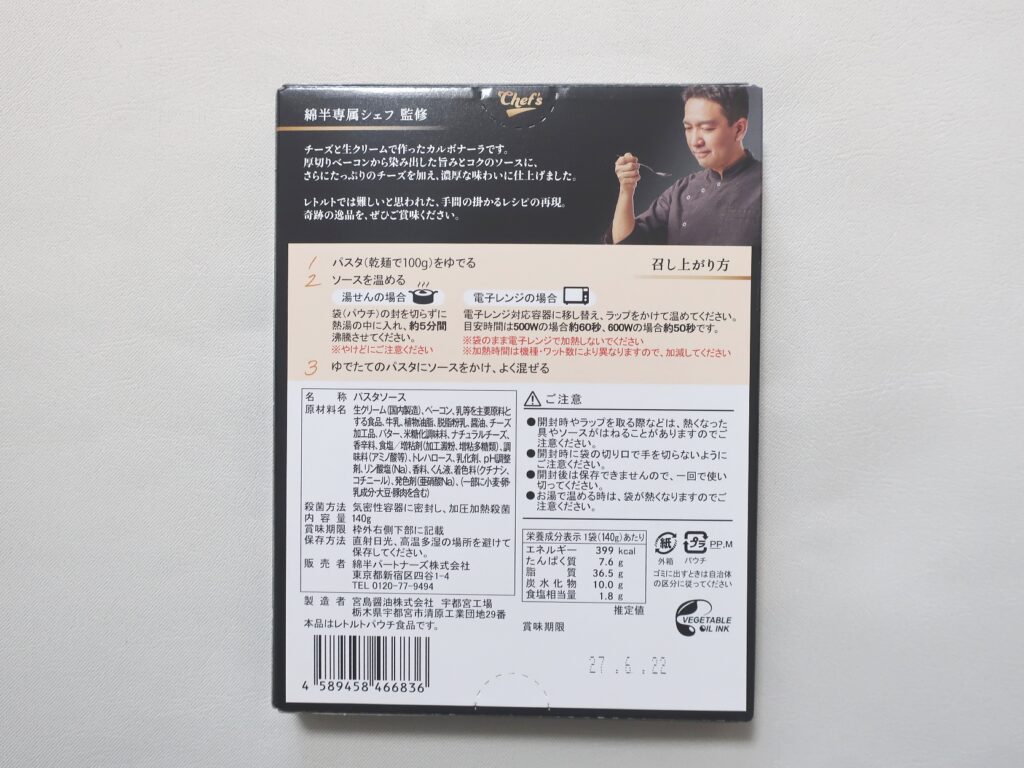 Chef's
綿半専属シェフ 監修
チーズと生クリームで作ったカルボナーラです。
厚切りベーコンから染み出した旨みとコクのソースに、
さらにたっぷりのチーズを加え、濃厚な味わいに仕上げました。
レトルトでは難しいと思われた、手間の掛かるレシピの再現。
奇跡の逸品を、ぜひご賞味ください。
召し上がり方
1 パスタ(乾麺で100g)をゆでる
2 ソースを温める
湯せんの場合
袋(パウチ)の封を切らずに
熱湯の中に入れ、約5分間
沸騰させてください。
※やけどにご注意ください
電子レンジの場合
電子レンジ対応容器に移し替え、ラップをかけて温めてください。
目安時間は500Wの場合約60秒、600Wの場合約50秒です。
※袋のまま電子レンジで加熱しないでください
※加熱時間は機種・ワット数により異なりますので、加減してください
3 ゆでたてのパスタにソースをかけ、よく混ぜる
名称 パスタソース
原材料名 生クリーム(国内製造)、ベーコン、乳等を主要原料と
する食品、牛乳、植物油脂、脱脂粉乳、醤油、チーズ
加工品、バター、米糖化調味料、ナチュラルチーズ、
香辛料、食塩/増粘剤(加工澱粉、増粘多糖類)、調
味料(アミノ酸等)、トレハロース、乳化剤、pH調整
剤、リン酸塩(Na)、香料、くん液、着色料(クチナシ、
コチニール)、発色剤(亜硝酸Na)、(一部に小麦・卵・
乳成分・大豆・豚肉を含む)
殺菌方法 気密性容器に密封し、加圧加熱殺菌
内容量 140g
賞味期限 枠外右側下部に記載
保存方法 直射日光、高温多湿の場所を避けて
保存してください。
販売者 綿半パートナーズ株式会社
東京都新宿区四谷1-4
TEL 0120-77-9494
製造者 宮島醤油株式会社 宇都宮工場
栃木県宇都宮市清原工業団地29番
本品はレトルトパウチ食品です。
4 589458 466836
ご注意
●開封時やラップを取る際などは、熱くなった
具やソースがはねることがありますのでご
注意ください。
●開封時に袋の切り口で手を切らないように
ご注意ください。
●開封後は保存できませんので、一回で使い
切ってください。
●お湯で温める時は、袋が熱くなりますのでご
注意ください。
栄養成分表示 1袋(140g)あたり
エネルギー 399 kcal
たんぱく質 7.6 g
脂質 36.5 g
炭水化物 10.0 g
食塩相当量 1.8 g
推定値
紙
外箱
プラ
パウチ
PP.M
ゴミに出すときは自治体
の区分に従ってください。
VEGETABLE
OIL INK
賞味期限
27.6.22